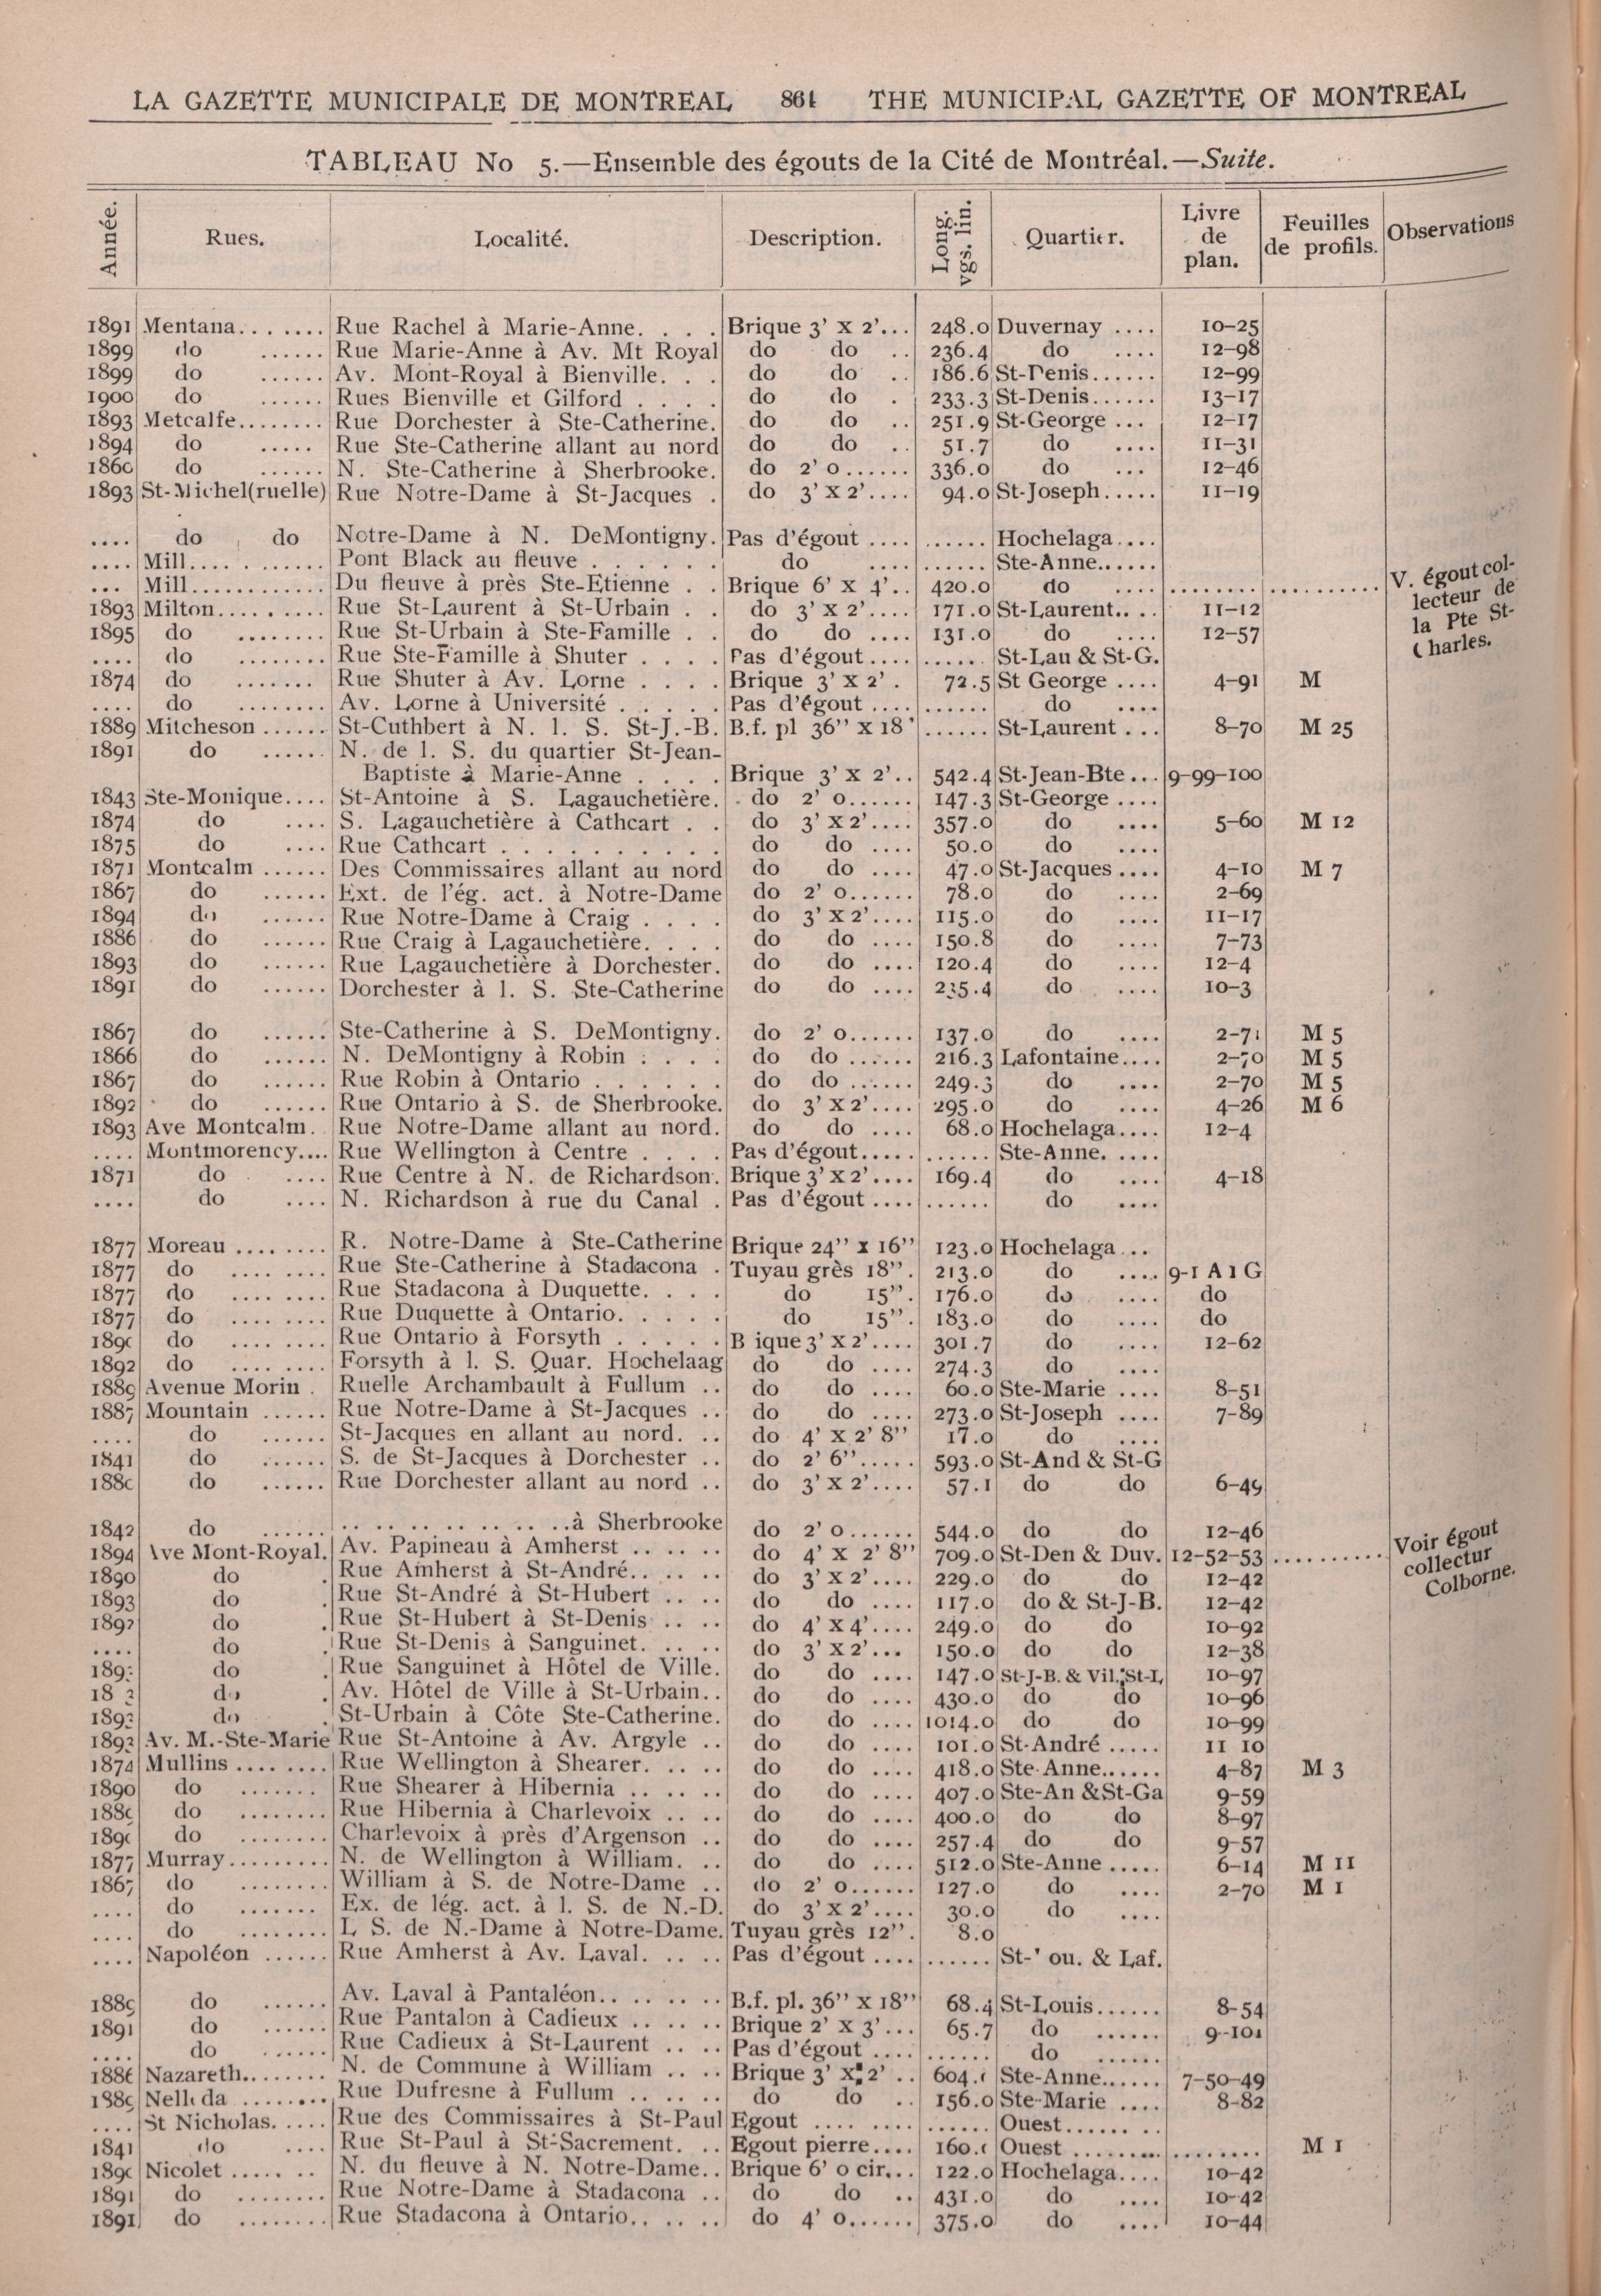 LA GAZETTE MUNICIPALE DE MONTREAL 861 THE MUNICIPAL GAZETTE OF MONTREAL
TABLEAU No 5.—Ensemble des égouts de la Cité de Montréal.—Suite.
Année. Rues. Localité. Description. Long. vgs. lin. Quartier. Livre de plan. Feuilles de profils. Observations
1891 Mentana....... Rue Rachel à Marie-Anne. . . . Brique 3' x 2'... 248.0 Duvernay .... 10-25
1899 do ...... Rue Marie-Anne à Av. Mt Royal do do .. 236.4 do .... 12-98
1899 do ...... Av. Mont-Royal à Bienville. . . do do .. 186.6 St-Denis...... 12-99
1900 do ...... Rues Bienville et Gilford . . . . do do . 233.3 St-Denis...... 13-17
1893 Metcalfe........ Rue Dorchester à Ste-Catherine. do do .. 251.9 St-George ... 12-17
1894 do ..... Rue Ste-Catherine allant au nord do do .. 51.7 do .... 11-31
1860 do ...... N. Ste-Catherine à Sherbrooke. do 2' 0...... 336.0 do ... 12-46
1893 St-Michel(ruelle) Rue Notre-Dame à St-Jacques . do 3' x 2'.... 94.0 St-Joseph..... 11-19
.... do do Notre-Dame à N. DeMontigny. Pas d'égout .... ...... Hochelaga....
.... Mill............ Pont Black au fleuve . . . . . . do .... ...... Ste-Anne......
... Mill............ Du fleuve à près Ste-Etienne . . Brique 6' x 4'.. 420.0 do .... ........ .......... V. égout col-
1893 Milton.......... Rue St-Laurent à St-Urbain . . do 3' x 2'.... 171.0 St-Laurent.... 11-12 lecteur de
1895 do ........ Rue St-Urbain à Ste-Famille . . do do .... 131.0 do .... 12-57 la Pte St-
.... do ........ Rue Ste-Famille à Shuter . . . . Pas d'égout.... ...... St-Lau & St-G. Charles.
1874 do ....... Rue Shuter à Av. Lorne . . . . Brique 3' x 2' . 72.5 St George .... 4-91 M
.... do ........ Av. Lorne à Université . . . . . Pas d'égout .... ...... do ....
1889 Mitcheson ...... St-Cuthbert à N. l. S. St-J.-B. B.f. pl 36" x 18' ...... St-Laurent ... 8-70 M 25
1891 do ...... N. de l. S. du quartier St-Jean-
Baptiste à Marie-Anne . . . . Brique 3' x 2'.. 542.4 St-Jean-Bte... 9-99-100
1843 Ste-Monique.... St-Antoine à S. Lagauchetière. do 2' 0...... 147.3 St-George ....
1874 do .... S. Lagauchetière à Cathcart . . do 3' x 2'.... 357.0 do .... 5-60 M 12
1875 do .... Rue Cathcart . . . . . . . . . . do do .... 50.0 do ....
1871 Montcalm ...... Des Commissaires allant au nord do do .... 47.0 St-Jacques .... 4-10 M 7
1867 do ...... Ext. de l'ég. act. à Notre-Dame do 2' 0...... 78.0 do .... 2-69
1894 do ...... Rue Notre-Dame à Craig . . . . do 3' x 2'.... 115.0 do .... 11-17
1886 do ...... Rue Craig à Lagauchetière. . . . do do .... 150.8 do .... 7-73
1893 do ...... Rue Lagauchetière à Dorchester. do do .... 120.4 do .... 12-4
1891 do ...... Dorchester à l. S. Ste-Catherine do do .... 235.4 do .... 10-3
1867 do ...... Ste-Catherine à S. DeMontigny. do 2' 0...... 137.0 do .... 2-71 M 5
1866 do ...... N. DeMontigny à Robin . . . . do do ...... 216.3 Lafontaine.... 2-70 M 5
1867 do ...... Rue Robin à Ontario . . . . . . do do ...... 249.3 do .... 2-70 M 5
1892 do ...... Rue Ontario à S. de Sherbrooke. do 3' x 2'.... 295.0 do .... 4-26 M 6
1893 Ave Montcalm.. Rue Notre-Dame allant au nord. do do .... 68.0 Hochelaga.... 12-4
.... Montmorency.... Rue Wellington à Centre . . . . Pas d'égout..... ...... Ste-Anne. ....
1871 do .... Rue Centre à N. de Richardson. Brique 3' x 2'.... 169.4 do .... 4-18
.... do .... N. Richardson à rue du Canal . Pas d'égout .... ...... do ....
1877 Moreau ........ R. Notre-Dame à Ste-Catherine Brique 24" x 16" 123.0 Hochelaga...
1877 do ........ Rue Ste-Catherine à Stadacona . Tuyau grès 18". 213.0 do .... 9-1 A 1 G
1877 do ........ Rue Stadacona à Duquette. . . . do 15". 176.0 do .... do
1877 do ........ Rue Duquette à Ontario. . . . . do 15". 183.0 do .... do
189 do ........ Rue Ontario à Forsyth . . . . . B ique 3' x 2'.... 301.7 do .... 12-62
1892 do ........ Forsyth à l. S. Quar. Hochelaag do do .... 274.3 do ....
1889 Avenue Morin . Ruelle Archambault à Fullum .. do do .... 60.0 Ste-Marie .... 8-51
1887 Mountain ...... Rue Notre-Dame à St-Jacques .. do do .... 273.0 St-Joseph .... 7-89
.... do ...... St-Jacques en allant au nord. .. do 4' x 2' 8" 17.0 do ....
1841 do ...... S. de St-Jacques à Dorchester .. do 2' 6"..... 593.0 St-And & St-G
188 do ...... Rue Dorchester allant au nord .. do 3' x 2'.... 57.1 do do 6-49
1842 do ...... .. .. .. .. .. .. ..à Sherbrooke do 2' 0...... 544.0 do do 12-46
1894 Ave Mont-Royal. Av. Papineau à Amherst .. .. .. do 4' x 2' 8" 709.0 St-Den & Duv. 12-52-53 .......... Voir égout
1890 do . Rue Amherst à St-André.. .. .. do 3' x 2'.... 229.0 do do 12-42 collectur
1893 do . Rue St-André à St-Hubert .. .. do do .... 117.0 do & St-J-B. 12-42 Colborne.
1892 do . Rue St-Hubert à St-Denis .. .. do 4' x 4'.... 249.0 do do 10-92
.... do . Rue St-Denis à Sanguinet. .. .. do 3' x 2'... 150.0 do do 12-38
189 do . Rue Sanguinet à Hôtel de Ville. do do .... 147.0 St-J-B. & Vil. St-L 10-97
18 do . Av. Hôtel de Ville à St-Urbain.. do do .... 430.0 do do 10-96
1893 do . St-Urbain à Côte Ste-Catherine. do do .... 1014.0 do do 10-99
1892 Av. M.-Ste-Marie Rue St-Antoine à Av. Argyle .. do do .... 101.0 St-André ..... 11 10
1874 Mullins ........ Rue Wellington à Shearer. .. .. do do .... 418.0 Ste-Anne...... 4-87 M 3
1890 do ....... Rue Shearer à Hibernia .. .. .. do do .... 407.0 Ste-An &St-Ga 9-59
188 do ........ Rue Hibernia à Charlevoix .. .. do do .... 400.0 do do 8-97
189 do ........ Charlevoix à près d'Argenson .. do do .... 257.4 do do 9-57
1877 Murray......... N. de Wellington à William. .. do do .... 512.0 Ste-Anne ..... 6-14 M 11
1867 do ........ William à S. de Notre-Dame .. do 2' 0...... 127.0 do .... 2-70 M 1
.... do ....... Ex. de lég. act. à l. S. de N.-D. do 3' x 2'.... 30.0 do ....
.... do ........ L S. de N.-Dame à Notre-Dame. Tuyau grès 12". 8.0
.... Napoléon ...... Rue Amherst à Av. Laval. .. .. Pas d'égout .... ...... St-' ou. & Laf.
1889 do ...... Av. Laval à Pantaléon.. .. .. .. B.f. pl. 36" x 18" 68.4 St-Louis...... 8-54
1891 do ...... Rue Pantalon à Cadieux .. .. .. Brique 2' x 3'... 65.7 do ...... 9-101
.... do ...... Rue Cadieux à St-Laurent .. .. Pas d'égout .... ...... do ......
1886 Nazareth........ N. de Commune à William .. .. Brique 3' x 2' .. 604. Ste-Anne...... 7-50-49
1889 Nelleda ........ Rue Dufresne à Fullum .. .. .. do do .. 156.0 Ste-Marie .... 8-82
.... St Nicholas. .... Rue des Commissaires à St-Paul Egout .... .... ...... Ouest...... ..
1841 do .... Rue St-Paul à St-Sacrement. .. Egout pierre.... 160. Ouest ........ ........ M 1
189 Nicolet ..... .. N. du fleuve à N. Notre-Dame.. Brique 6' 0 cir... 122.0 Hochelaga.... 10-42
1891 do ........ Rue Notre-Dame à Stadacona .. do do .. 431.0 do .... 10-42
1891 do ........ Rue Stadacona à Ontario.. .. .. do 4' 0...... 375.0 do .... 10-44